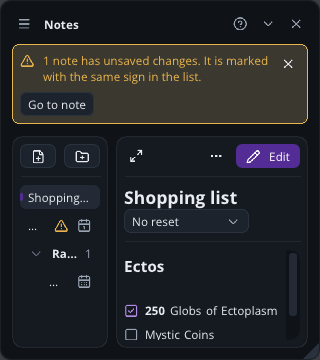 Notes
1 note has unsaved changes. It is marked
with the same sign in the list.
Go to note
Edit
Shopping...
...
Ra... 1
...
Shopping list
No reset
Ectos
250 Globs of Ectoplasm
Mystic Coins